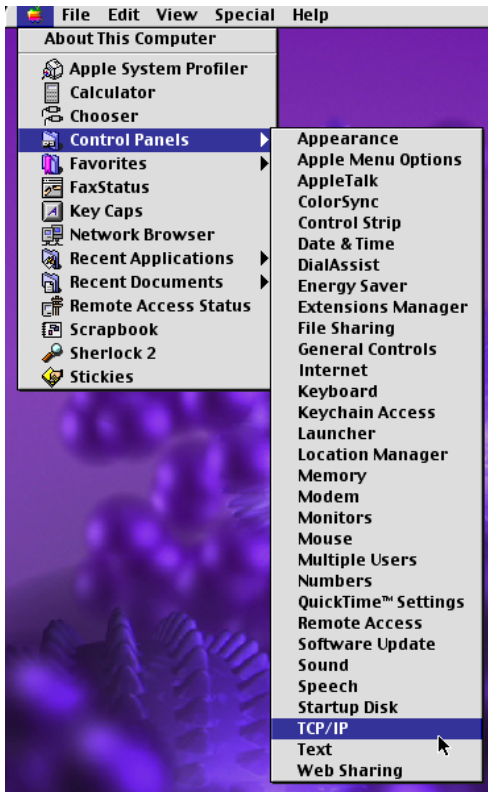 File Edit View Special Help
About This Computer
Apple System Profiler
Calculator
Chooser
Control Panels
Favorites
FaxStatus
Key Caps
Network Browser
Recent Applications
Recent Documents
Remote Access Status
Scrapbook
Sherlock 2
Stickies
Appearance
Apple Menu Options
AppleTalk
ColorSync
Control Strip
Date & Time
DialAssist
Energy Saver
Extensions Manager
File Sharing
General Controls
Internet
Keyboard
Keychain Access
Launcher
Location Manager
Memory
Modem
Monitors
Mouse
Multiple Users
Numbers
QuickTime™ Settings
Remote Access
Software Update
Sound
Speech
Startup Disk
TCP/IP
Text
Web Sharing